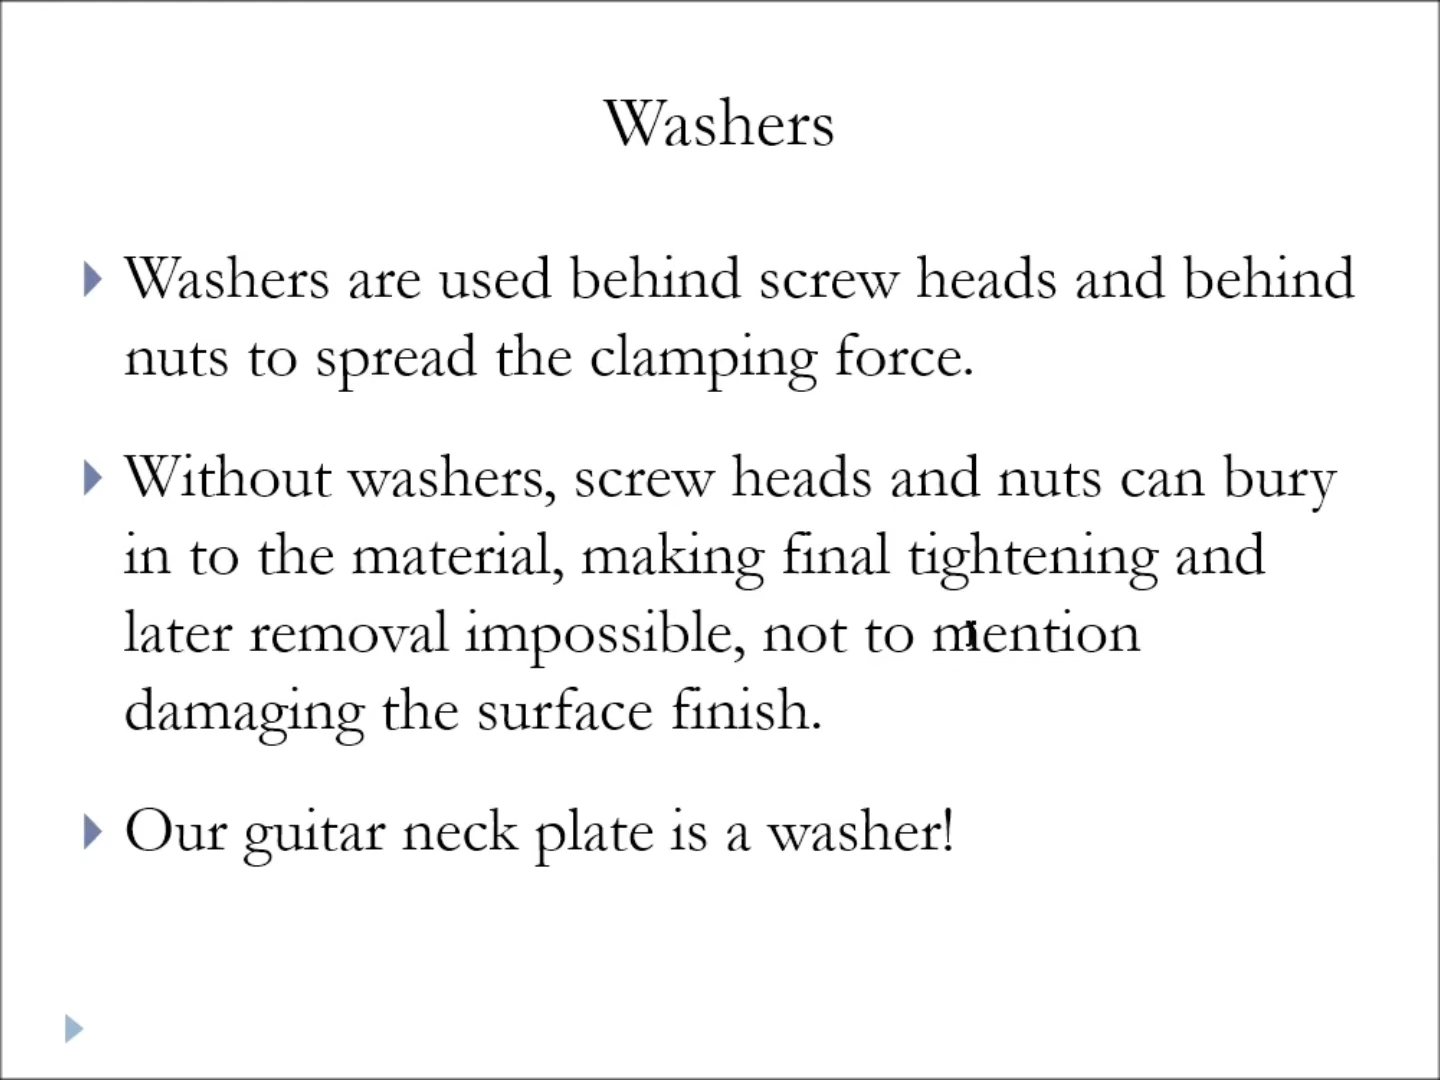 Washers
Washers are used behind screw heads and behind
nuts to spread the clamping force.
Without washers, screw heads and nuts can bury
in to the material, making final tightening and
later removal impossible, not to mention
damaging the surface finish.
Our guitar neck plate is a washer!